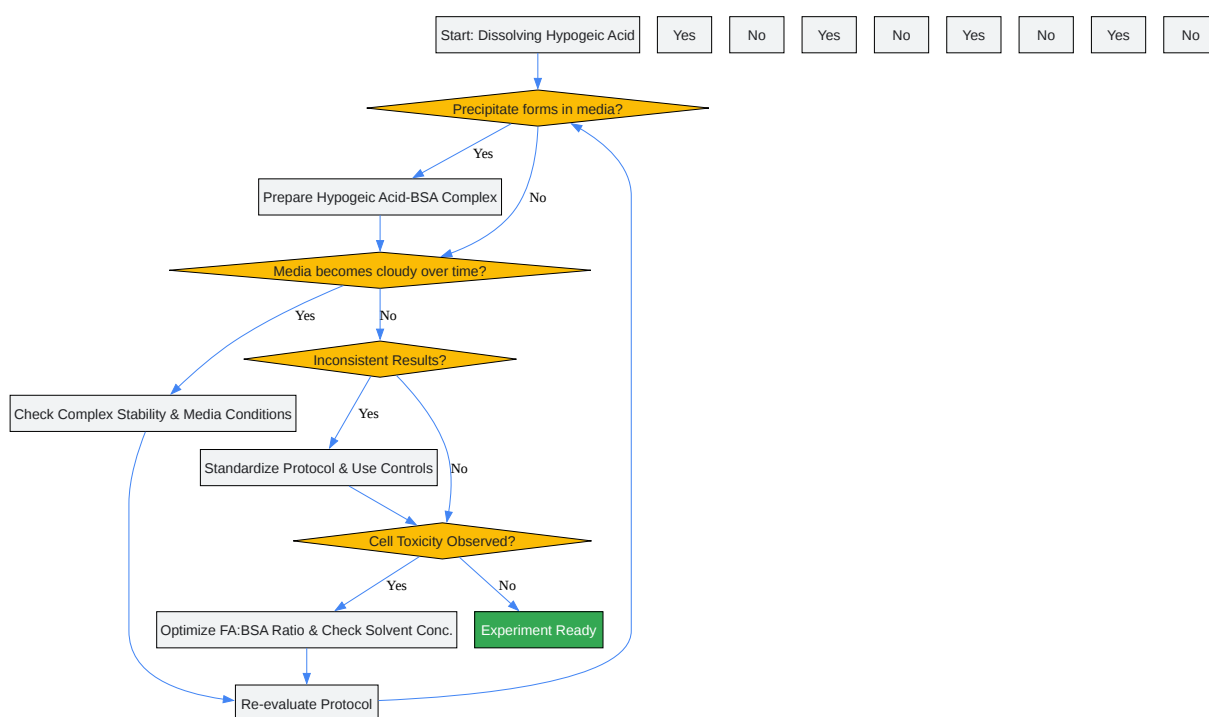 Start: Dissolving Hypogeic Acid
Yes
No
Yes
No
Yes
No
Yes
No
Precipitate forms in media?
Yes
Prepare Hypogeic Acid-BSA Complex
No
Media becomes cloudy over time?
Yes
No
Inconsistent Results?
Check Complex Stability & Media Conditions
Yes
Standardize Protocol & Use Controls
No
Cell Toxicity Observed?
Yes
No
Optimize FA:BSA Ratio & Check Solvent Conc.
Experiment Ready
Re-evaluate Protocol